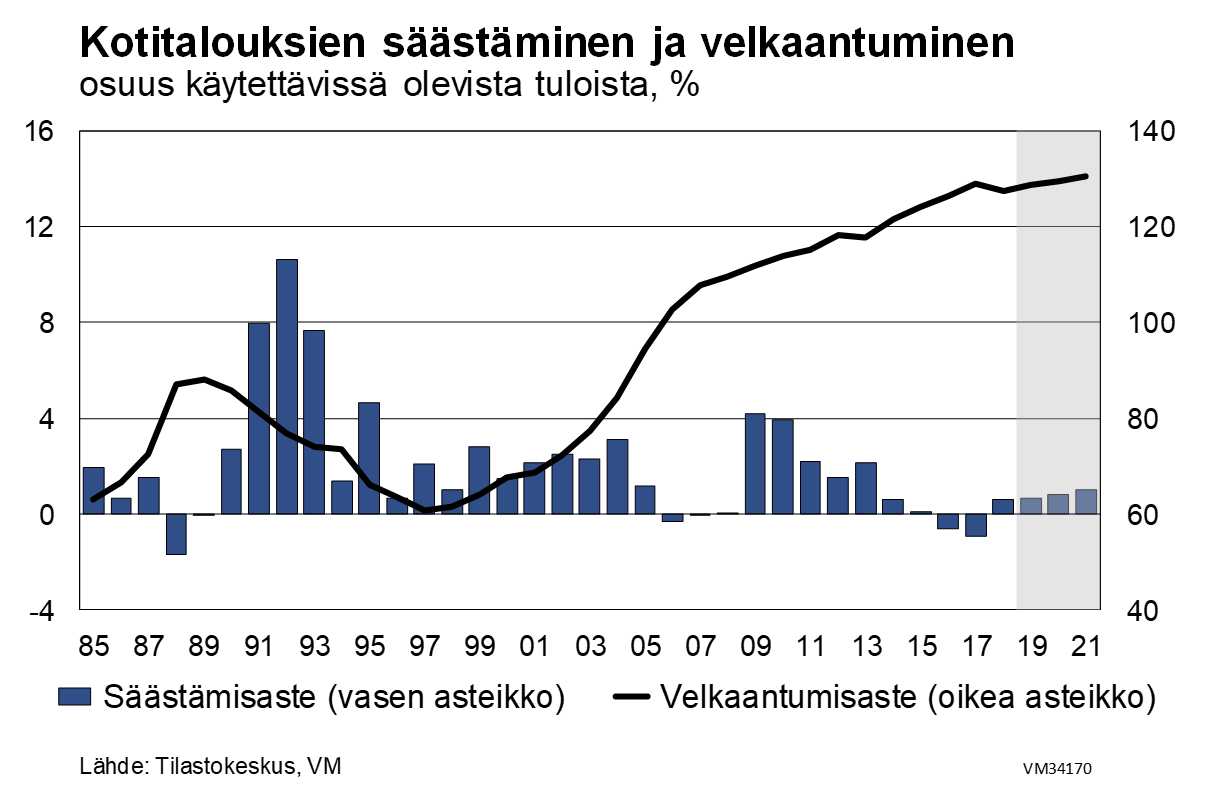 Kotitalouksien säästäminen ja velkaantuminen
osuus käytettävissä olevista tuloista, %
16 140
12 120
8 100
4 80
0 60
-4 40
85 87 89 91 93 95 97 99 01 03 05 07 09 11 13 15 17 19 21
Säästämisaste (vasen asteikko) Velkaantumisaste (oikea asteikko)
Lähde: Tilastokeskus, VM VM34170